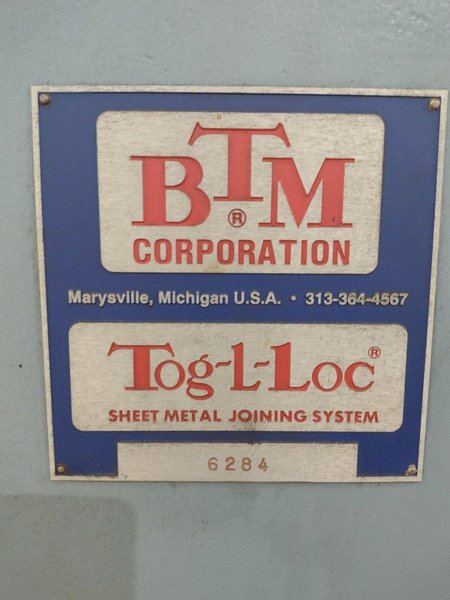 BTM®
CORPORATION
Marysville, Michigan U.S.A. • 313-364-4567
Tog-L-Loc®
SHEET METAL JOINING SYSTEM
6284